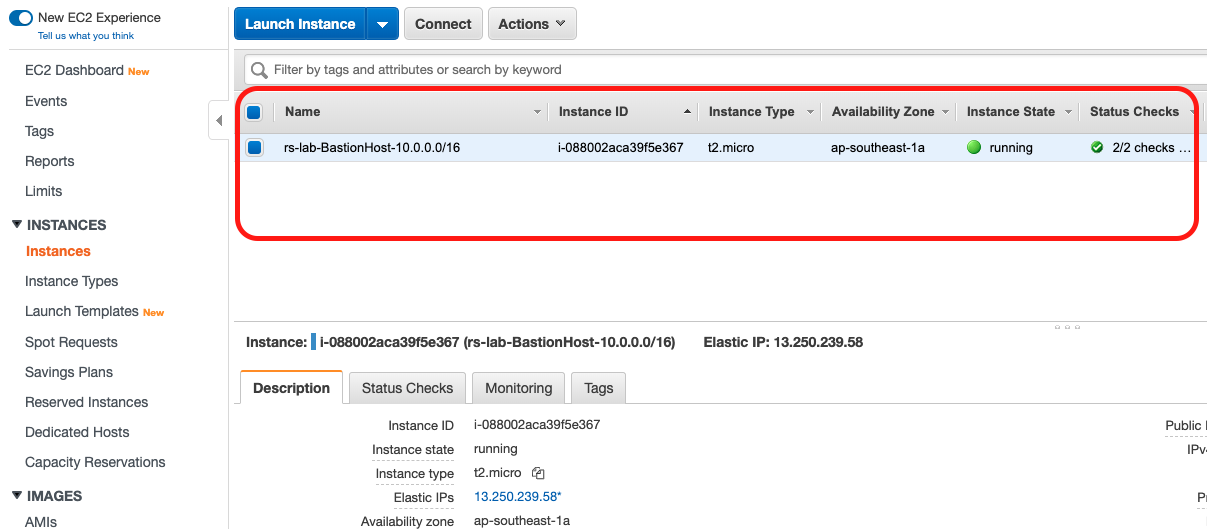 New EC2 Experience
Tell us what you think
EC2 Dashboard New
Events
Tags
Reports
Limits
INSTANCES
Instances
Instance Types
Launch Templates New
Spot Requests
Savings Plans
Reserved Instances
Dedicated Hosts
Capacity Reservations
IMAGES
AMIs
Launch Instance Connect Actions
Filter by tags and attributes or search by keyword
Name Instance ID Instance Type Availability Zone Instance State Status Checks
rs-lab-BastionHost-10.0.0.0/16 i-088002aca39f5e367 t2.micro ap-southeast-1a running 2/2 checks ...
Instance: i-088002aca39f5e367 (rs-lab-BastionHost-10.0.0.0/16) Elastic IP: 13.250.239.58
Description Status Checks Monitoring Tags
Instance ID i-088002aca39f5e367 Public
Instance state running
Instance type t2.micro
Elastic IPs 13.250.239.58*
Availability zone ap-southeast-1a